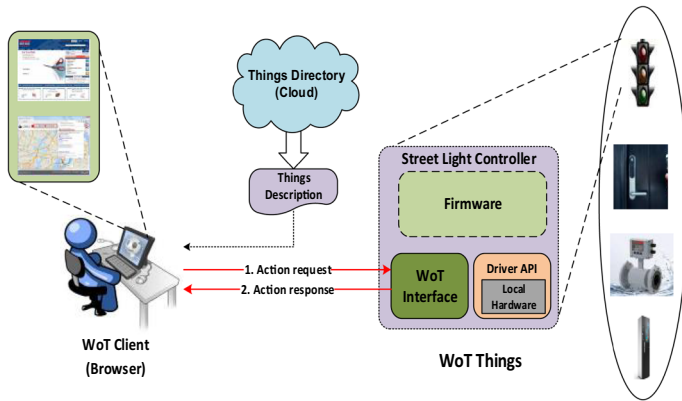 Things Directory
(Cloud)
Things
Description
Street Light Controller
Firmware
1. Action request
2. Action response
WoT
Interface
Driver API
Local
Hardware
WoT Client
(Browser)
WoT Things